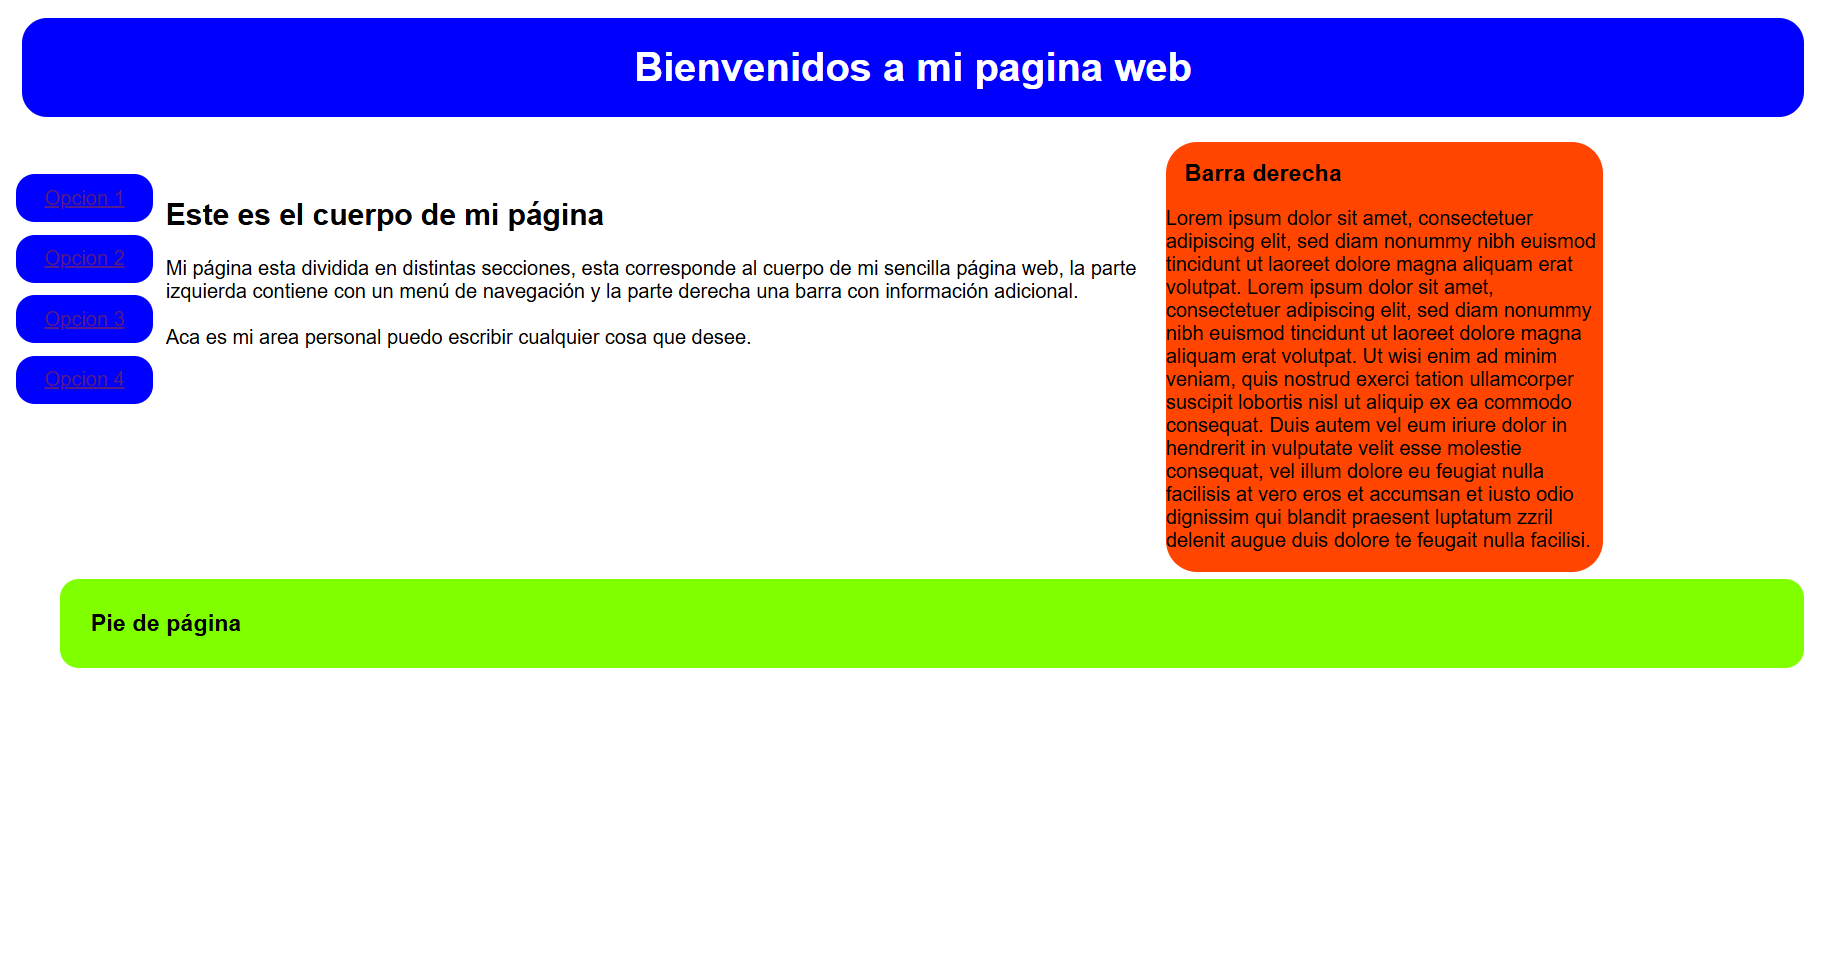 Bienvenidos a mi pagina web
Opcion 1
Opcion 2
Opcion 3
Opcion 4
Este es el cuerpo de mi página
Mi página esta dividida en distintas secciones, esta corresponde al cuerpo de mi sencilla página web, la parte
izquierda contiene con un menú de navegación y la parte derecha una barra con información adicional.
Aca es mi area personal puedo escribir cualquier cosa que desee.
Barra derecha
Lorem ipsum dolor sit amet, consectetuer
adipiscing elit, sed diam nonummy nibh euismod
tincidunt ut laoreet dolore magna aliquam erat
volutpat. Lorem ipsum dolor sit amet,
consectetuer adipiscing elit, sed diam nonummy
nibh euismod tincidunt ut laoreet dolore magna
aliquam erat volutpat. Ut wisi enim ad minim
veniam, quis nostrud exerci tation ullamcorper
suscipit lobortis nisl ut aliquip ex ea commodo
consequat. Duis autem vel eum iriure dolor in
hendrerit in vulputate velit esse molestie
consequat, vel illum dolore eu feugiat nulla
facilisis at vero eros et accumsan et iusto odio
dignissim qui blandit praesent luptatum zzril
delenit augue duis dolore te feugait nulla facilisi.
Pie de página